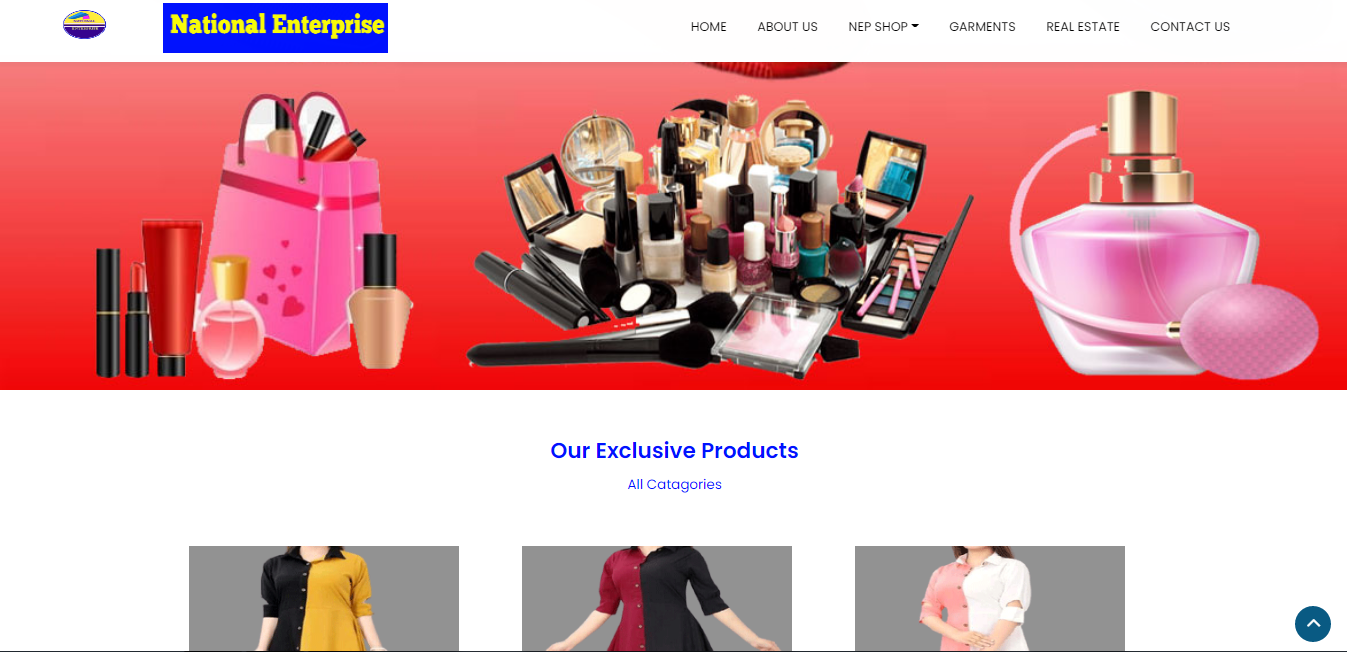 National Enterprise
HOME ABOUT US NEP SHOP GARMENTS REAL ESTATE CONTACT US
Our Exclusive Products
All Catagories